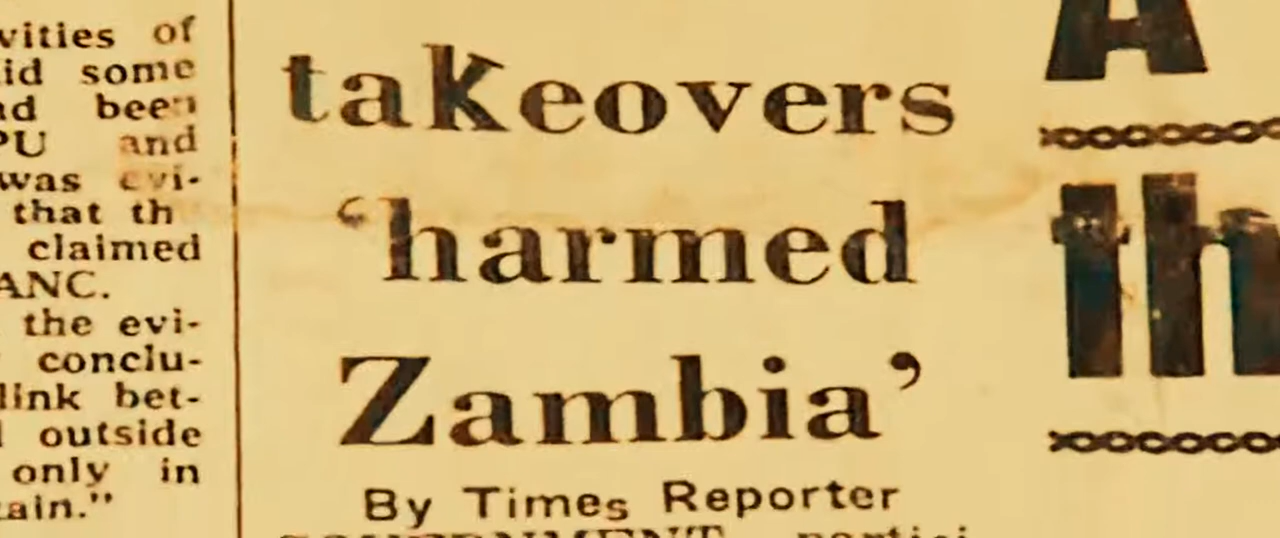 vities of
id some
d been
PU and
was evi-
that th
claimed
ANC.
the evi-
conclu-
link bet-
outside
only in
ain."
takeovers
‘harmed
Zambia’
By Times Reporter
A
th